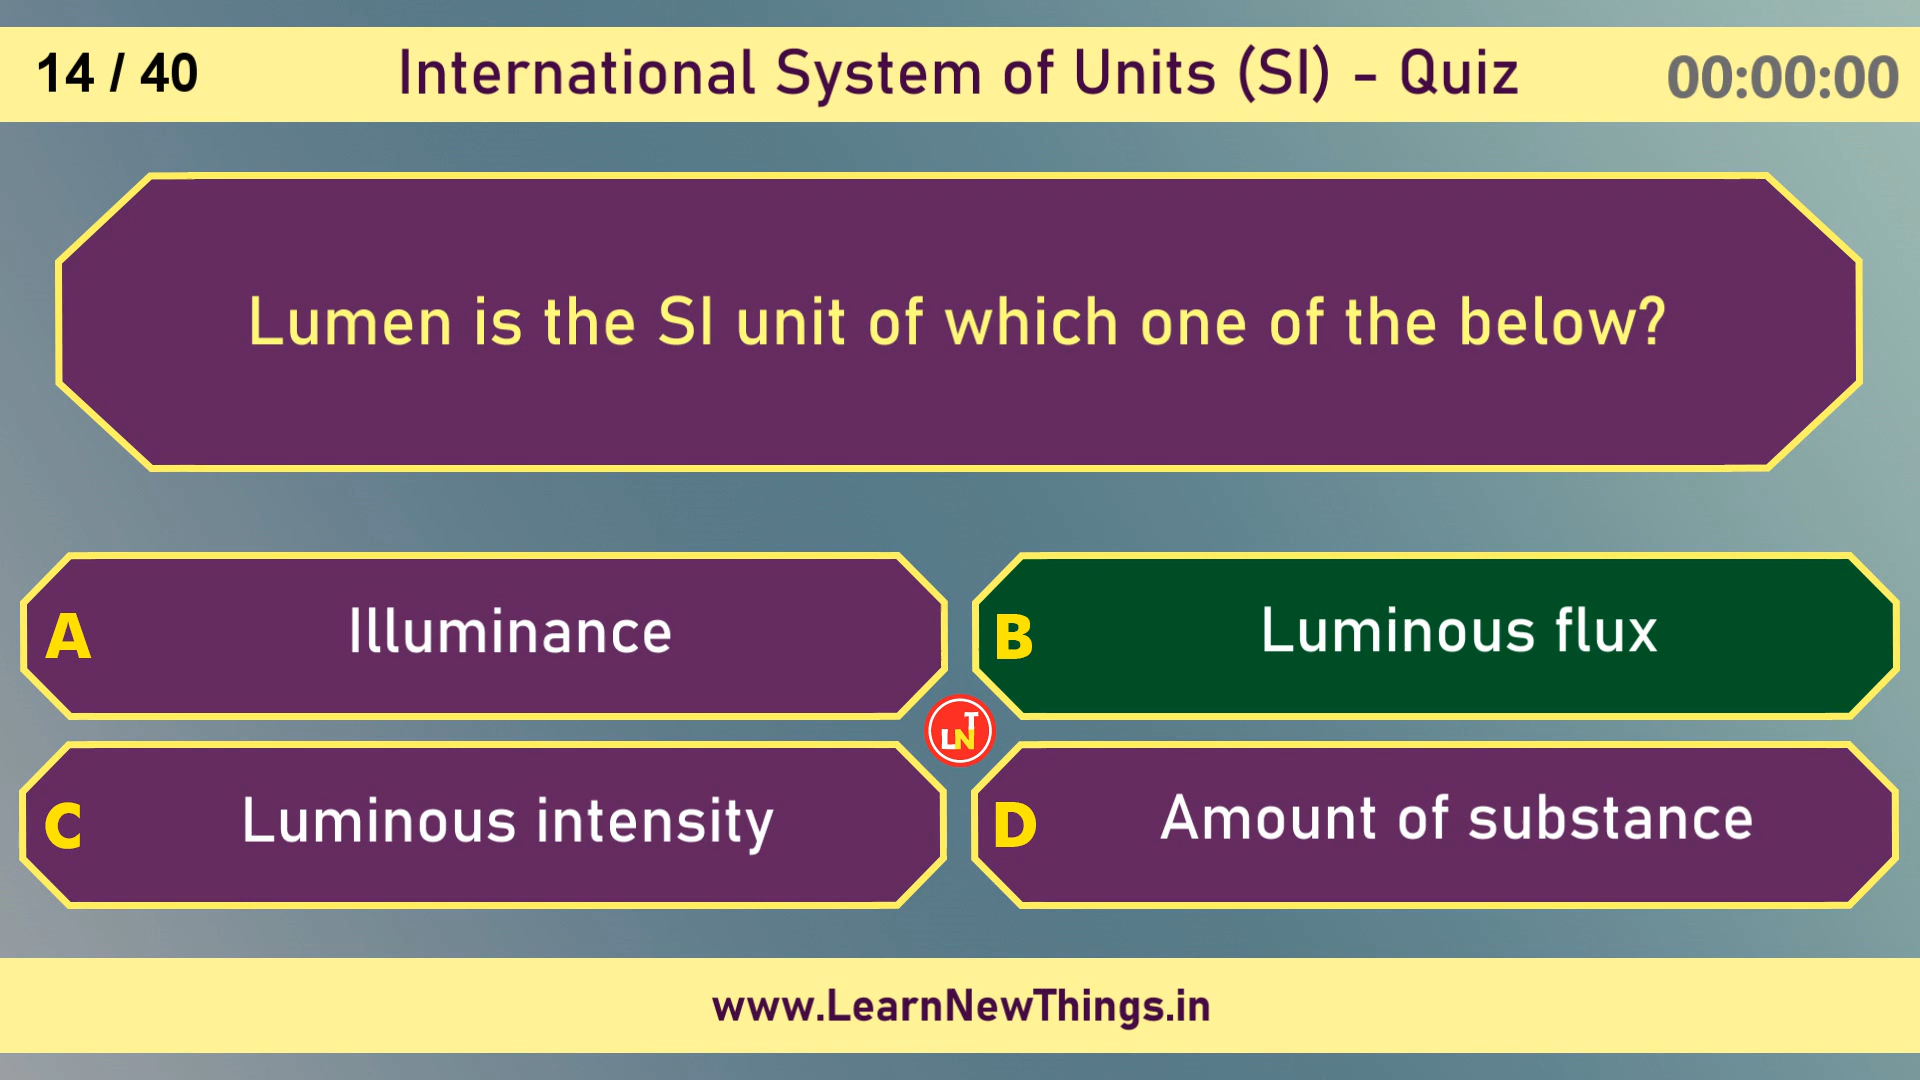 14 / 40
International System of Units (SI) - Quiz
00:00:00
Lumen is the SI unit of which one of the below?
A
Illuminance
B
Luminous flux
LNT
C
Luminous intensity
D
Amount of substance
www.LearnNewThings.in